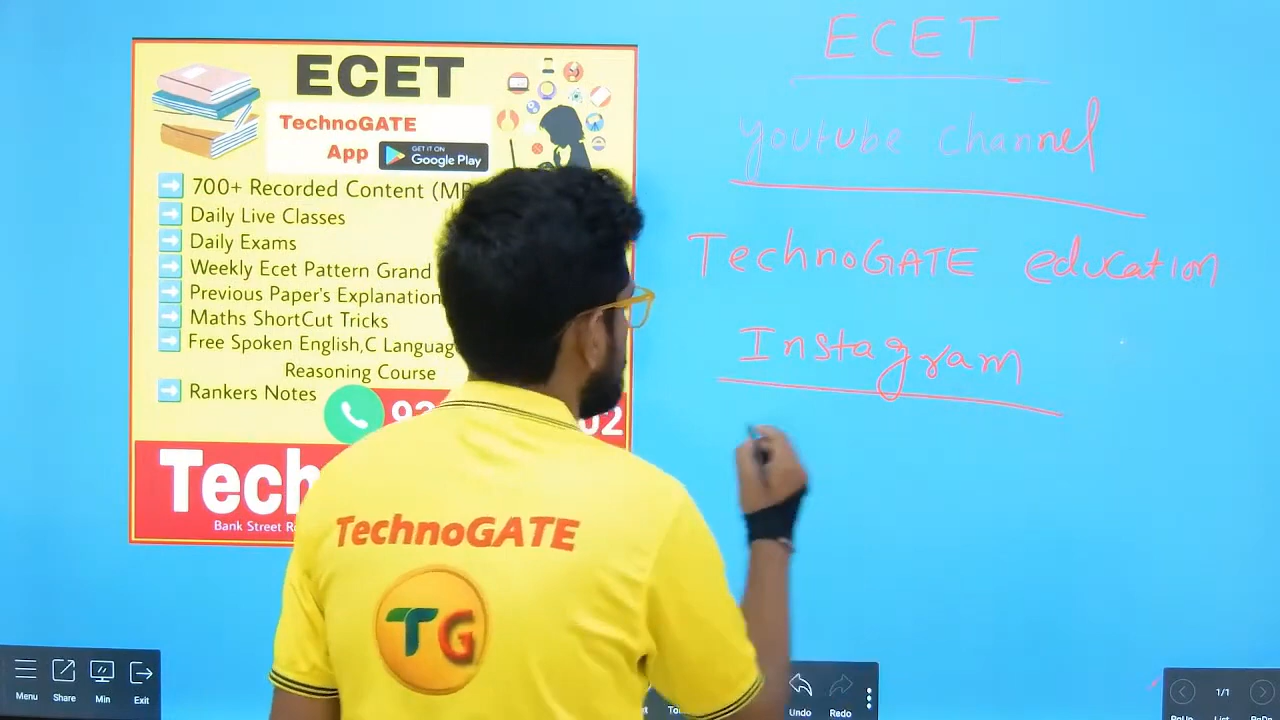 ECET
TechnoGATE
App
GET IT ON
Google Play
700+ Recorded Content
Daily Live Classes
Daily Exams
Weekly Ecet Pattern Grand
Previous Paper's Explanation
Maths ShortCut Tricks
Free Spoken English,C Language
Reasoning Course
Rankers Notes
Tech
Bank Street
ECET
youtube channel
TechnoGATE education
Instagram
TechnoGATE
TG
Menu
Share
Min
Exit
Undo
Redo
1/1